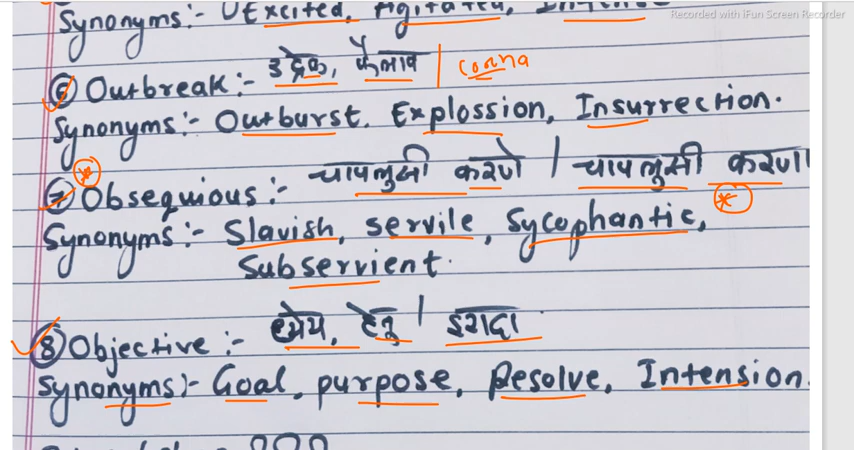 Recorded with iFun Screen Recorder
Synonyms:- Excited, Agitated,
⑥ Outbreak:- उद्रेक, फैलाव | corona
Synonyms:- Outburst, Explossion, Insurrection.
⑦ Obsequious:- चापलुसी करणे / चापलुसी करणा
Synonyms:- Slavish, servile, Sycophantic,
Subservient.
⑧ Objective:- ध्येय, हेतू / इरादा
Synonyms:- Goal, purpose, Resolve, Intension.